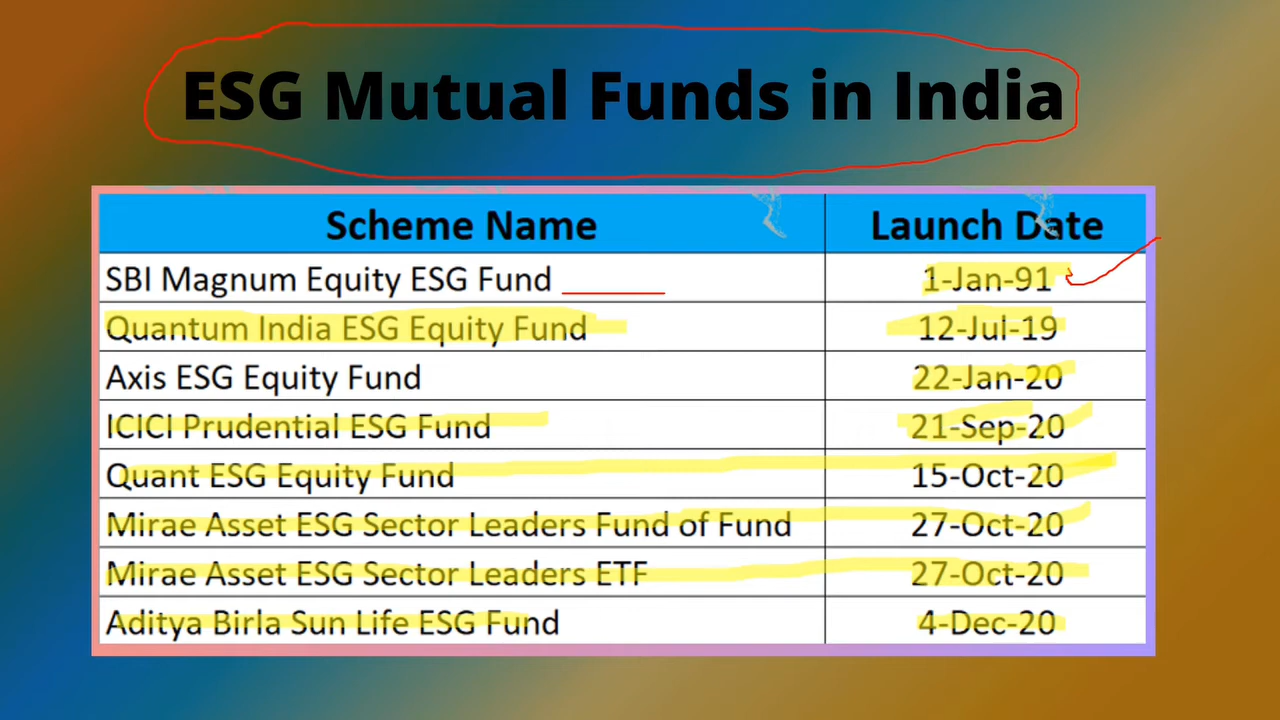 ESG Mutual Funds in India
Scheme Name Launch Date
SBI Magnum Equity ESG Fund 1-Jan-91
Quantum India ESG Equity Fund 12-Jul-19
Axis ESG Equity Fund 22-Jan-20
ICICI Prudential ESG Fund 21-Sep-20
Quant ESG Equity Fund 15-Oct-20
Mirae Asset ESG Sector Leaders Fund of Fund 27-Oct-20
Mirae Asset ESG Sector Leaders ETF 27-Oct-20
Aditya Birla Sun Life ESG Fund 4-Dec-20